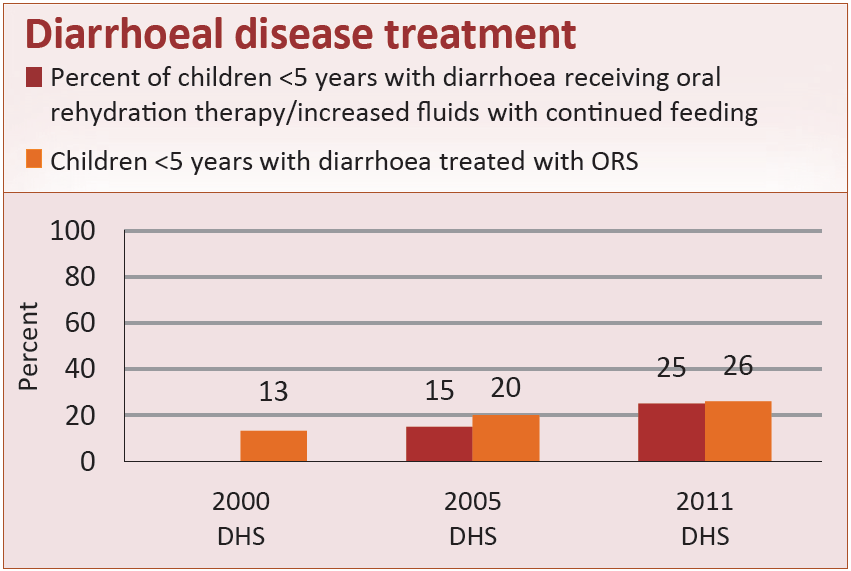 Diarrhoeal disease treatment
Percent of children <5 years with diarrhoea receiving oral
rehydration therapy/increased fluids with continued feeding
Children <5 years with diarrhoea treated with ORS
Percent
100
80
60
40
20
0
13
15
20
25
26
2000
DHS
2005
DHS
2011
DHS